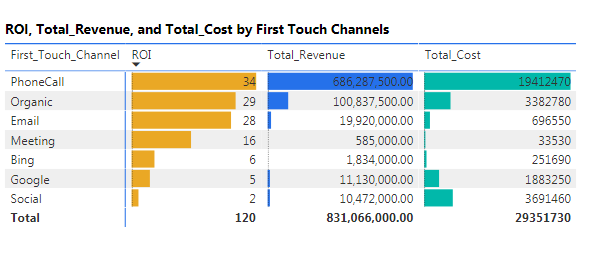 ROI, Total_Revenue, and Total_Cost by First Touch Channels
First_Touch_Channel ROI Total_Revenue Total_Cost
PhoneCall 34 686,287,500.00 19412470
Organic 29 100,837,500.00 3382780
Email 28 19,920,000.00 696550
Meeting 16 585,000.00 33530
Bing 6 1,834,000.00 251690
Google 5 11,130,000.00 1883250
Social 2 10,472,000.00 3691460
Total 120 831,066,000.00 29351730